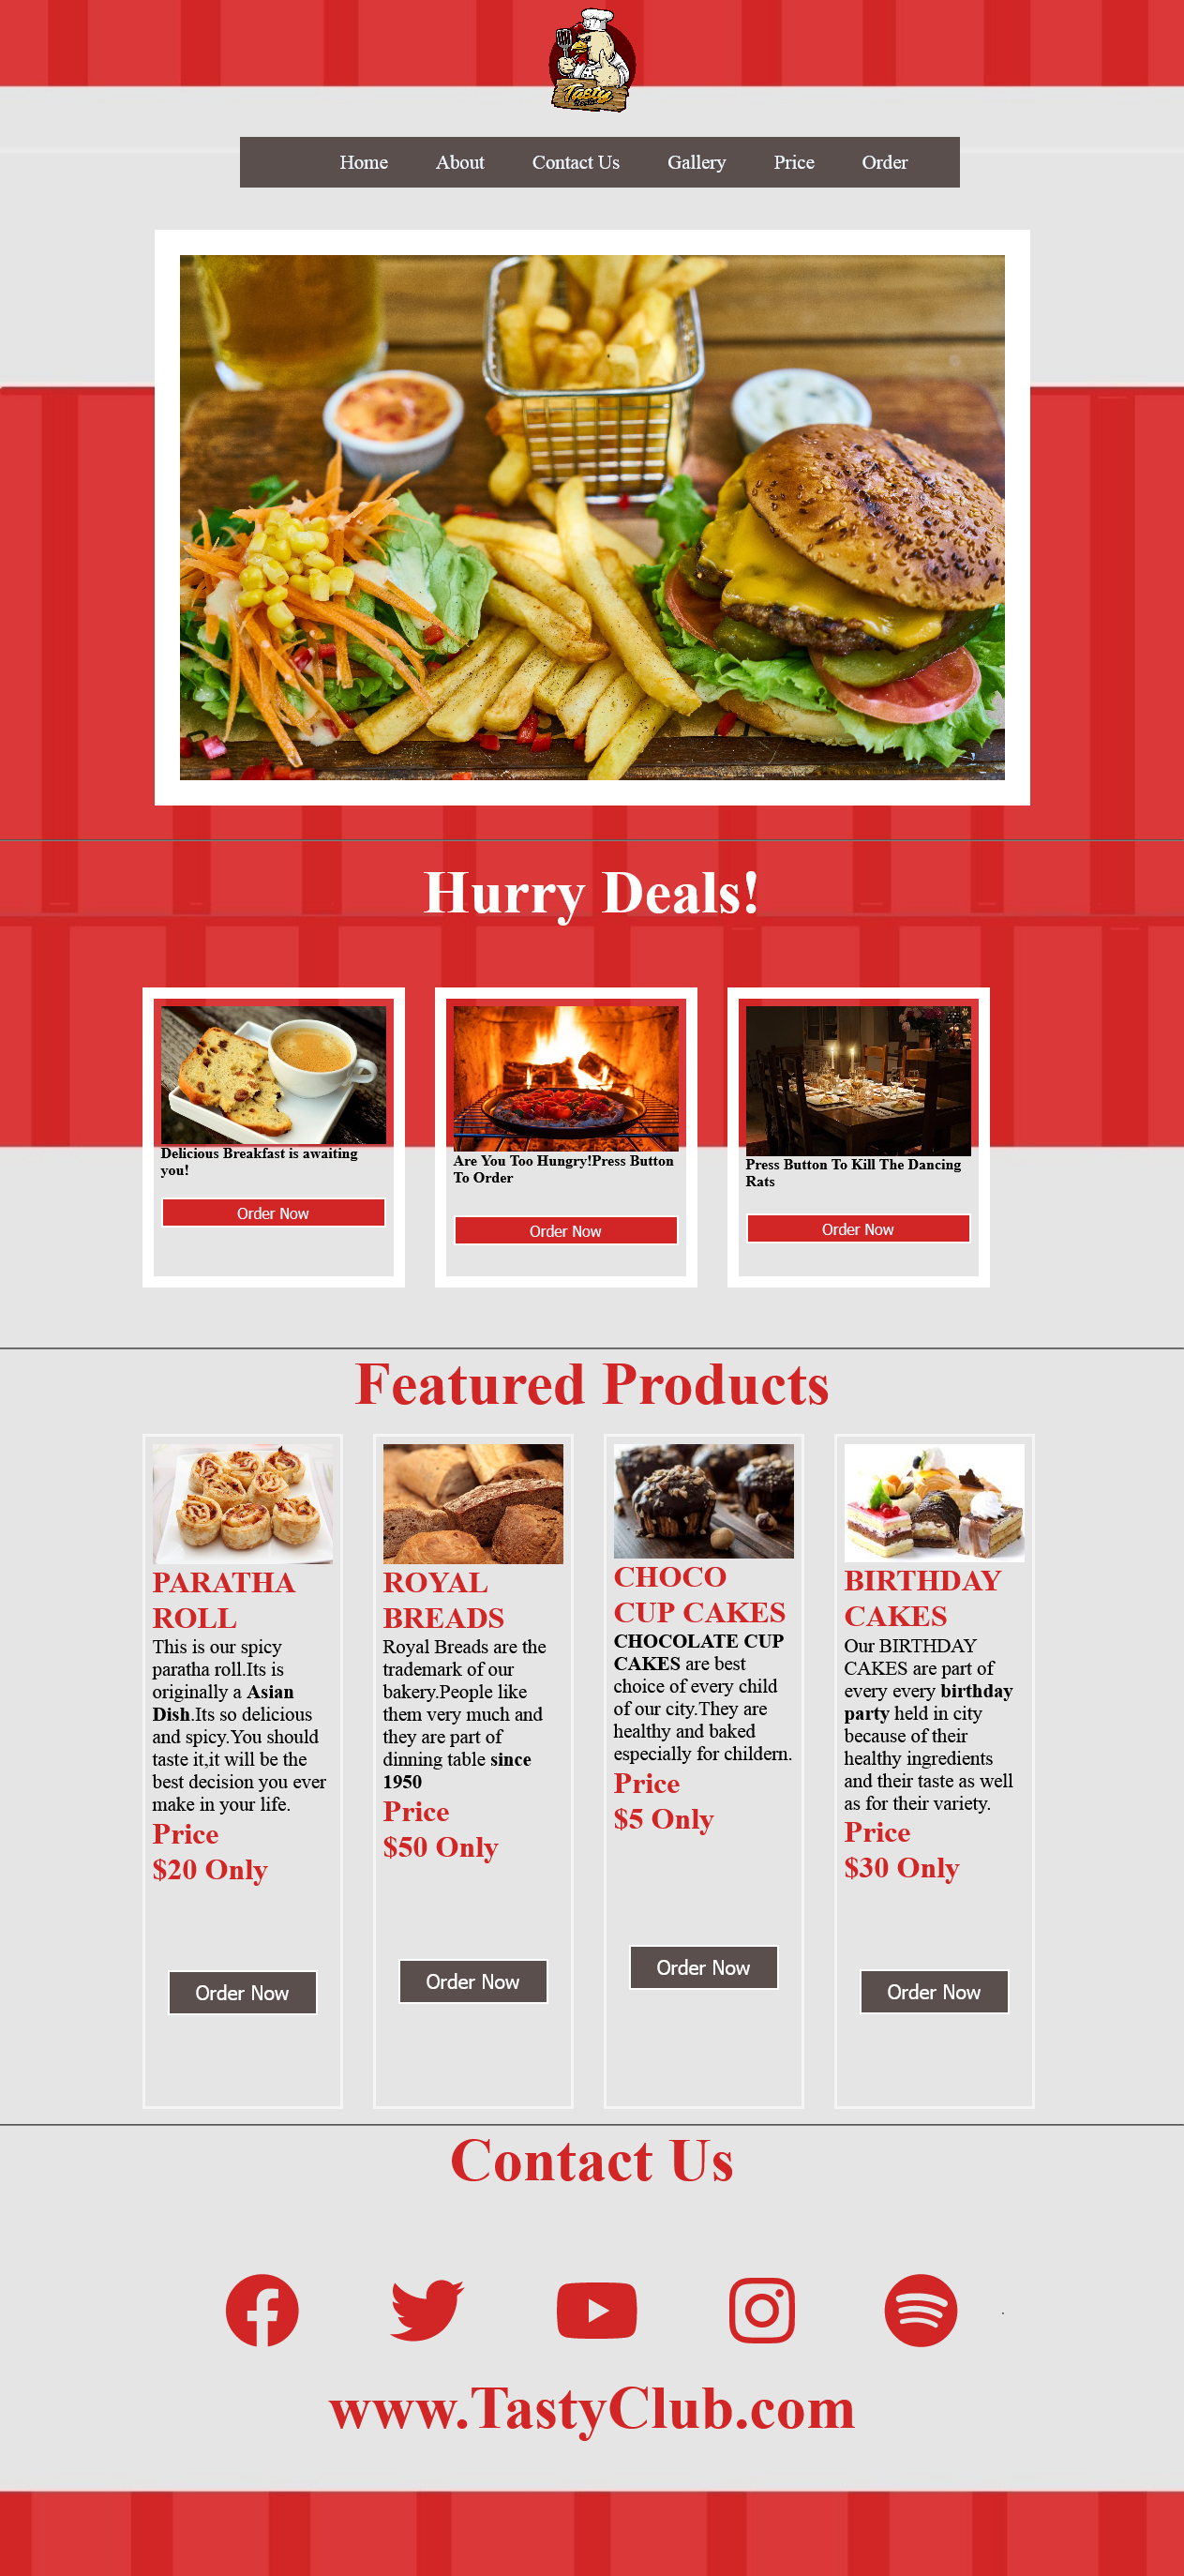 Tasty
Home About Contact Us Gallery Price Order
Hurry Deals!
Delicious Breakfast is awaiting
you!
Order Now
Are You Too Hungry!Press Button
To Order
Order Now
Press Button To Kill The Dancing
Rats
Order Now
Featured Products
PARATHA
ROLL
This is our spicy
paratha roll.Its is
originally a Asian
Dish.Its so delicious
and spicy.You should
taste it,it will be the
best decision you ever
make in your life.
Price
$20 Only
Order Now
ROYAL
BREADS
Royal Breads are the
trademark of our
bakery.People like
them very much and
they are part of
dinning table since
1950
Price
$50 Only
Order Now
CHOCO
CUP CAKES
CHOCOLATE CUP
CAKES are best
choice of every child
of our city.They are
healthy and baked
especially for childern.
Price
$5 Only
Order Now
BIRTHDAY
CAKES
Our BIRTHDAY
CAKES are part of
every every birthday
party held in city
because of their
healthy ingredients
and their taste as well
as for their variety.
Price
$30 Only
Order Now
Contact Us
www.TastyClub.com